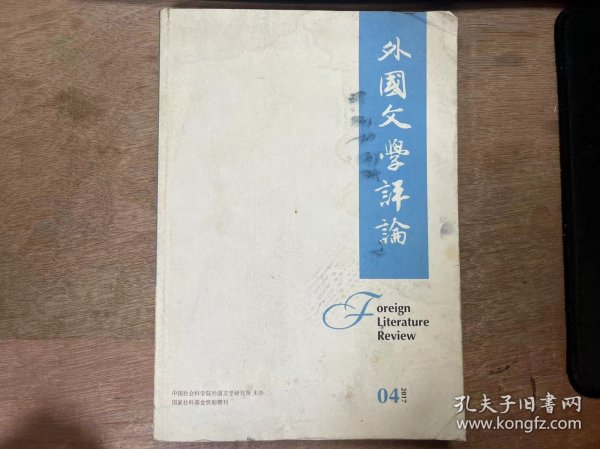 外國文學評論
Foreign
Literature
Review
中国社会科学院外国文学研究所 主办
国家社科基金资助期刊
04 2017
孔夫子旧书网
www.kongfz.com